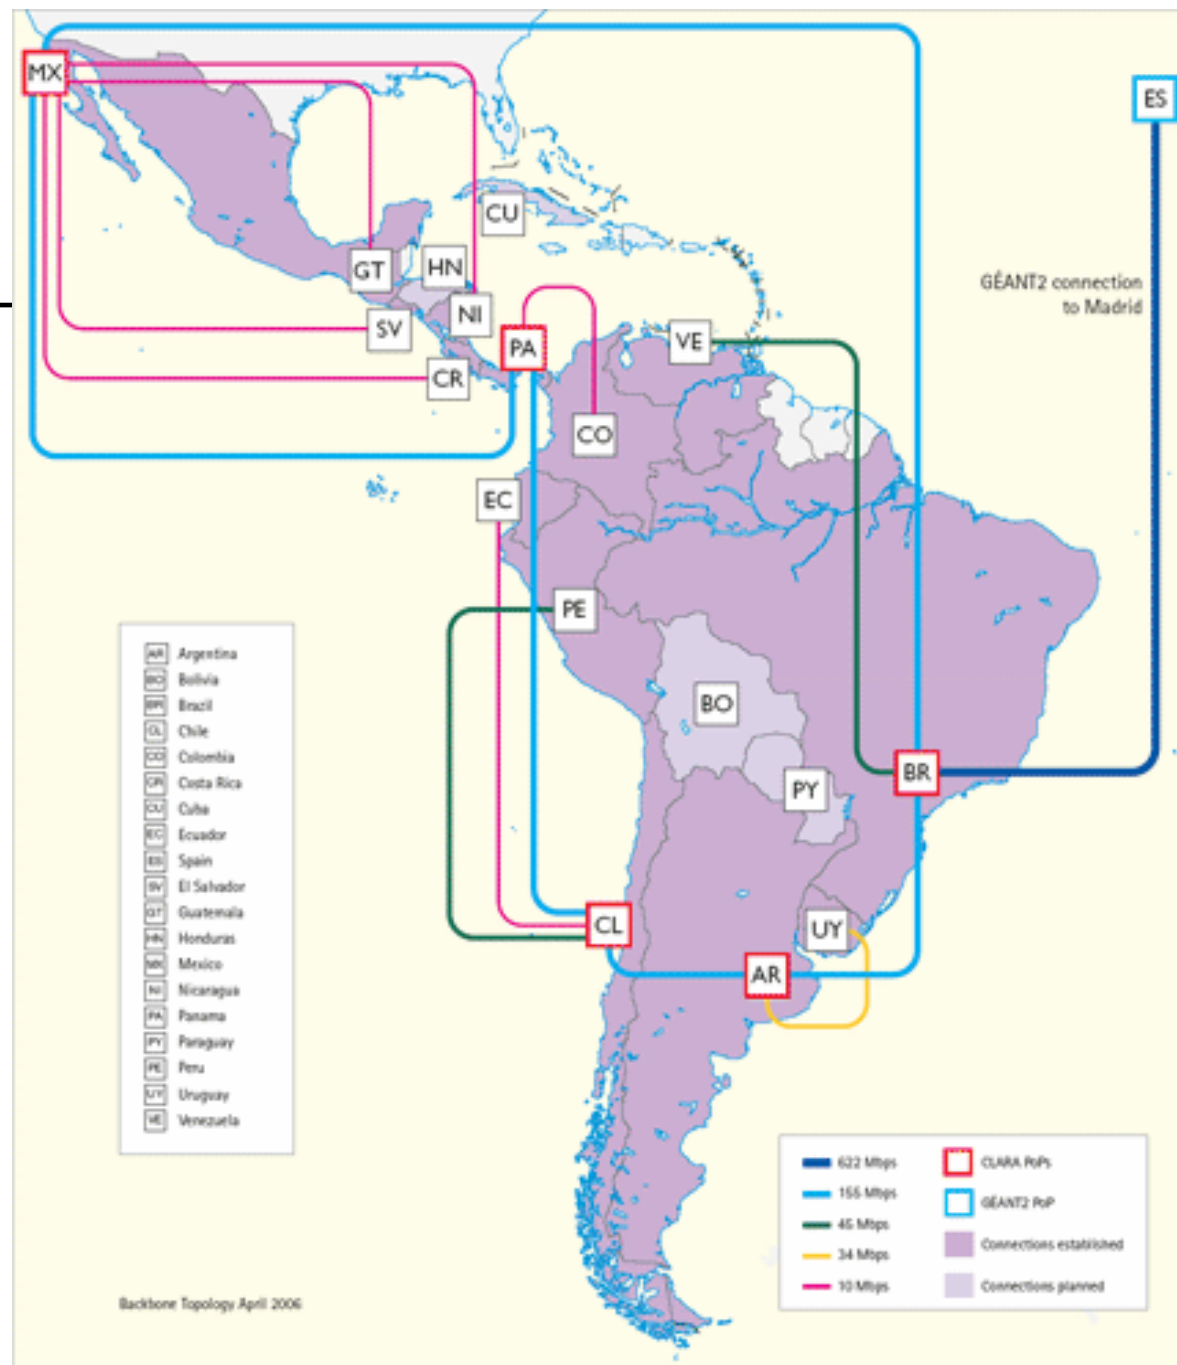 MX
ES
CU
GT
HN
GÉANT2 connection
to Madrid
NI
SV
PA
VE
CR
CO
EC
PE
BO
BR
PY
CL
UY
AR
AR Argentina
BO Bolivia
BR Brazil
CL Chile
CO Colombia
CR Costa Rica
CU Cuba
EC Ecuador
ES Spain
SV El Salvador
GT Guatemala
HN Honduras
MX Mexico
NI Nicaragua
PA Panama
PY Paraguay
PE Peru
UY Uruguay
VE Venezuela
622 Mbps
155 Mbps
45 Mbps
34 Mbps
10 Mbps
CLARA PoPs
GÉANT2 PoP
Connections established
Connections planned
Backbone Topology April 2006